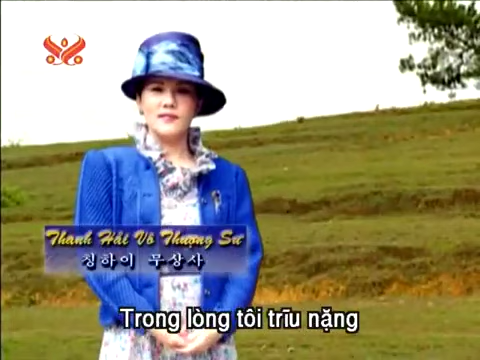 Thanh Hải Vô Thượng Sư
칭하이 무상사
Trong lòng tôi trĩu nặng